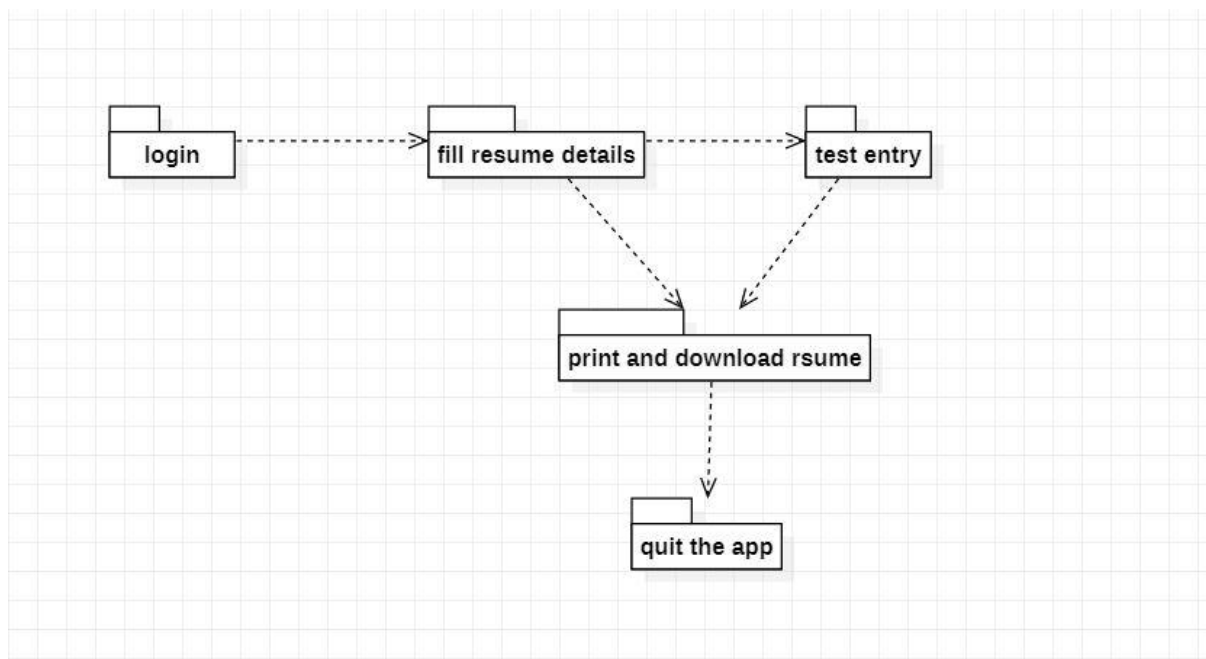 login
fill resume details
test entry
print and download rsume
quit the app